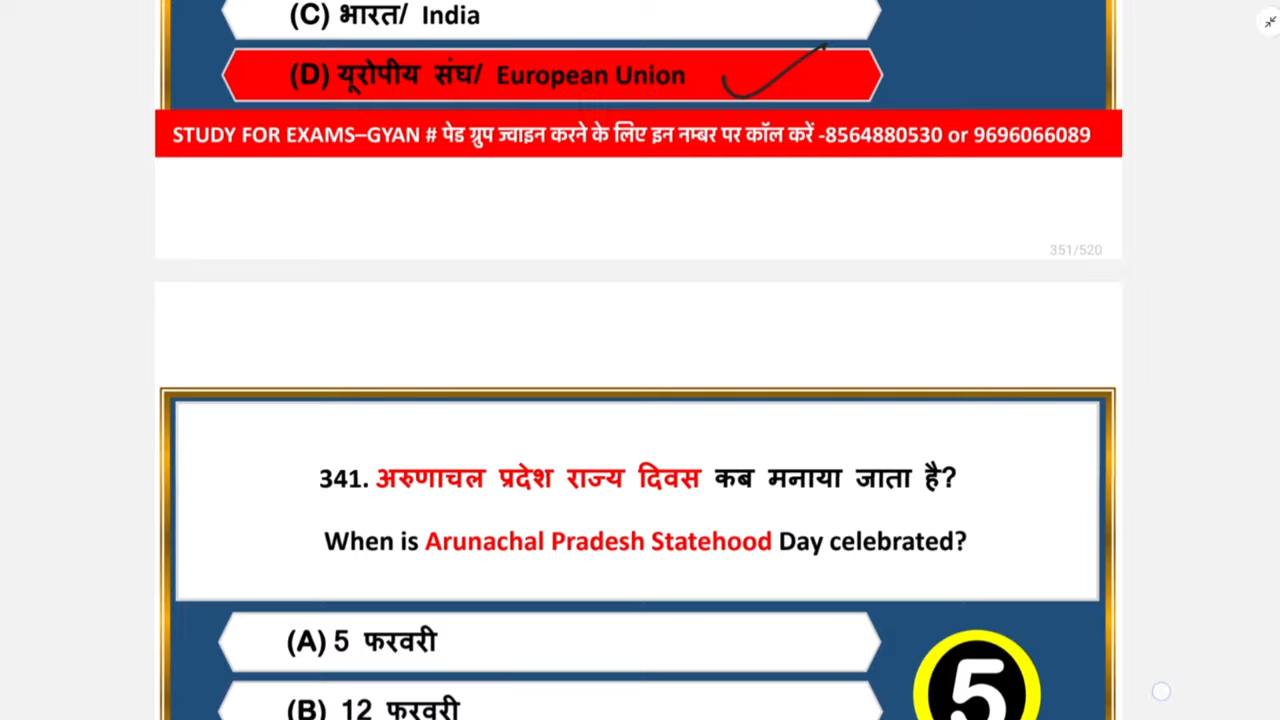 (C) भारत/ India
(D) यूरोपीय संघ/ European Union
STUDY FOR EXAMS–GYAN # पेड ग्रुप ज्वाइन करने के लिए इन नम्बर पर कॉल करें -8564880530 or 9696066089
351/520
341. अरुणाचल प्रदेश राज्य दिवस कब मनाया जाता है?
When is Arunachal Pradesh Statehood Day celebrated?
(A) 5 फरवरी
(B) 12 फरवरी
5